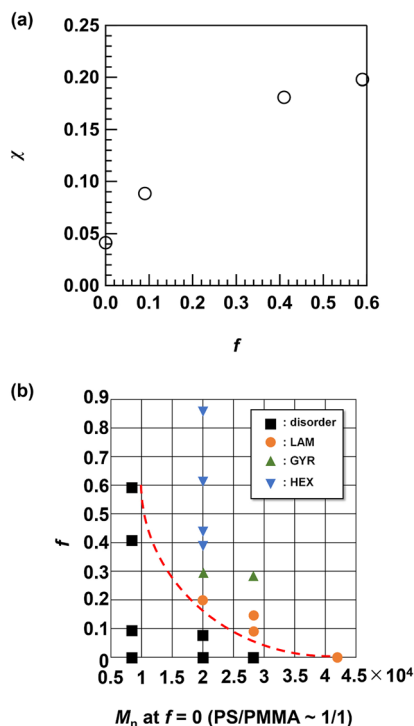 (a)
0.25
0.20
0.15
0.10
0.05
0.00
χ
0.0 0.1 0.2 0.3 0.4 0.5 0.6
f
(b)
0.9
0.8
0.7
0.6
0.5
0.4
0.3
0.2
0.1
0
f
: disorder
: LAM
: GYR
: HEX
0.5 1 1.5 2 2.5 3 3.5 4 4.5 × 10⁴
Mₙ at f = 0 (PS/PMMA ~ 1/1)